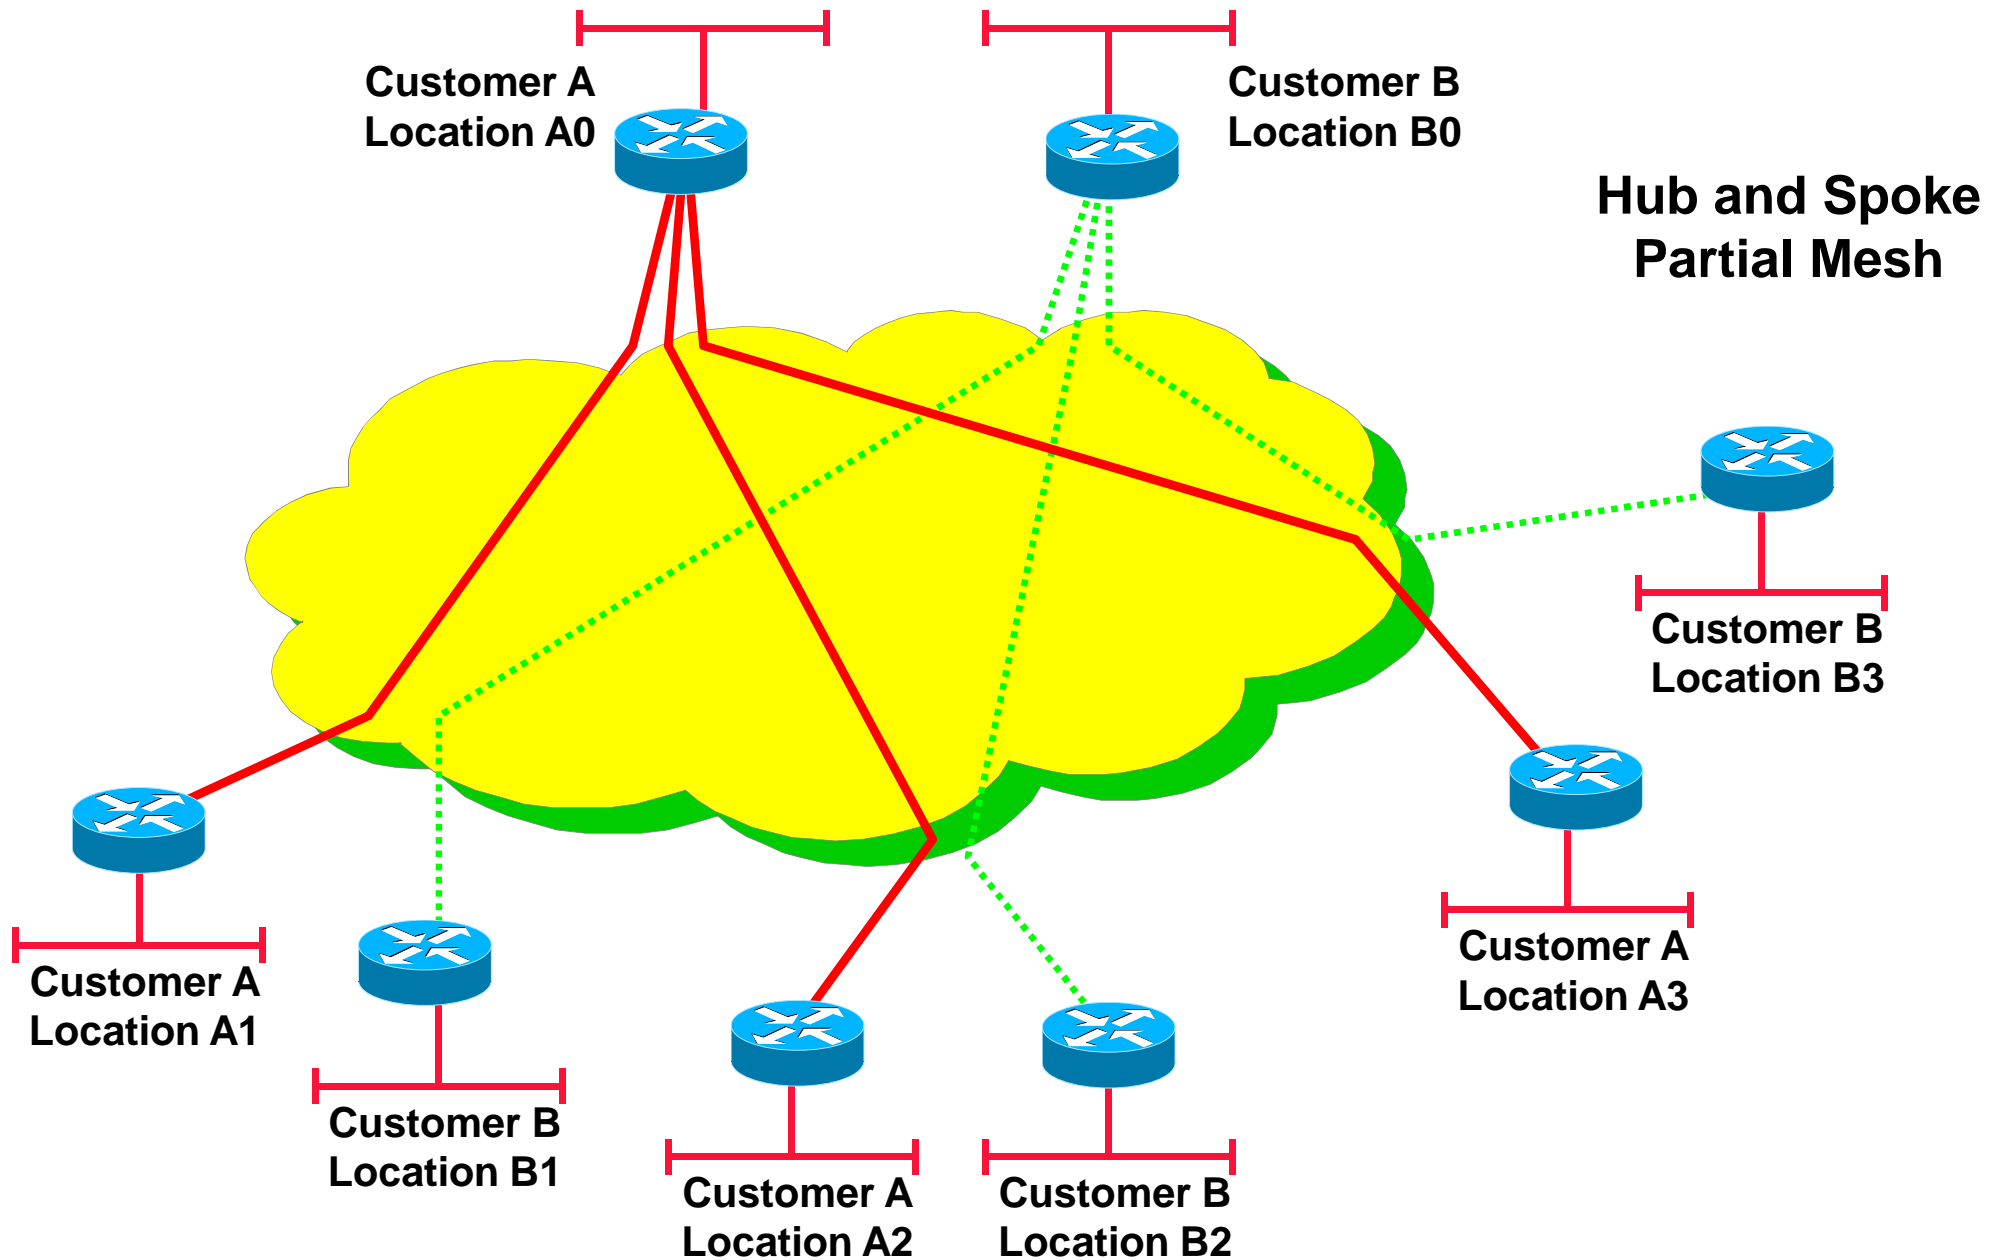 Customer A
Location A0
Customer B
Location B0
Hub and Spoke
Partial Mesh
Customer B
Location B3
Customer A
Location A3
Customer A
Location A1
Customer B
Location B1
Customer A
Location A2
Customer B
Location B2